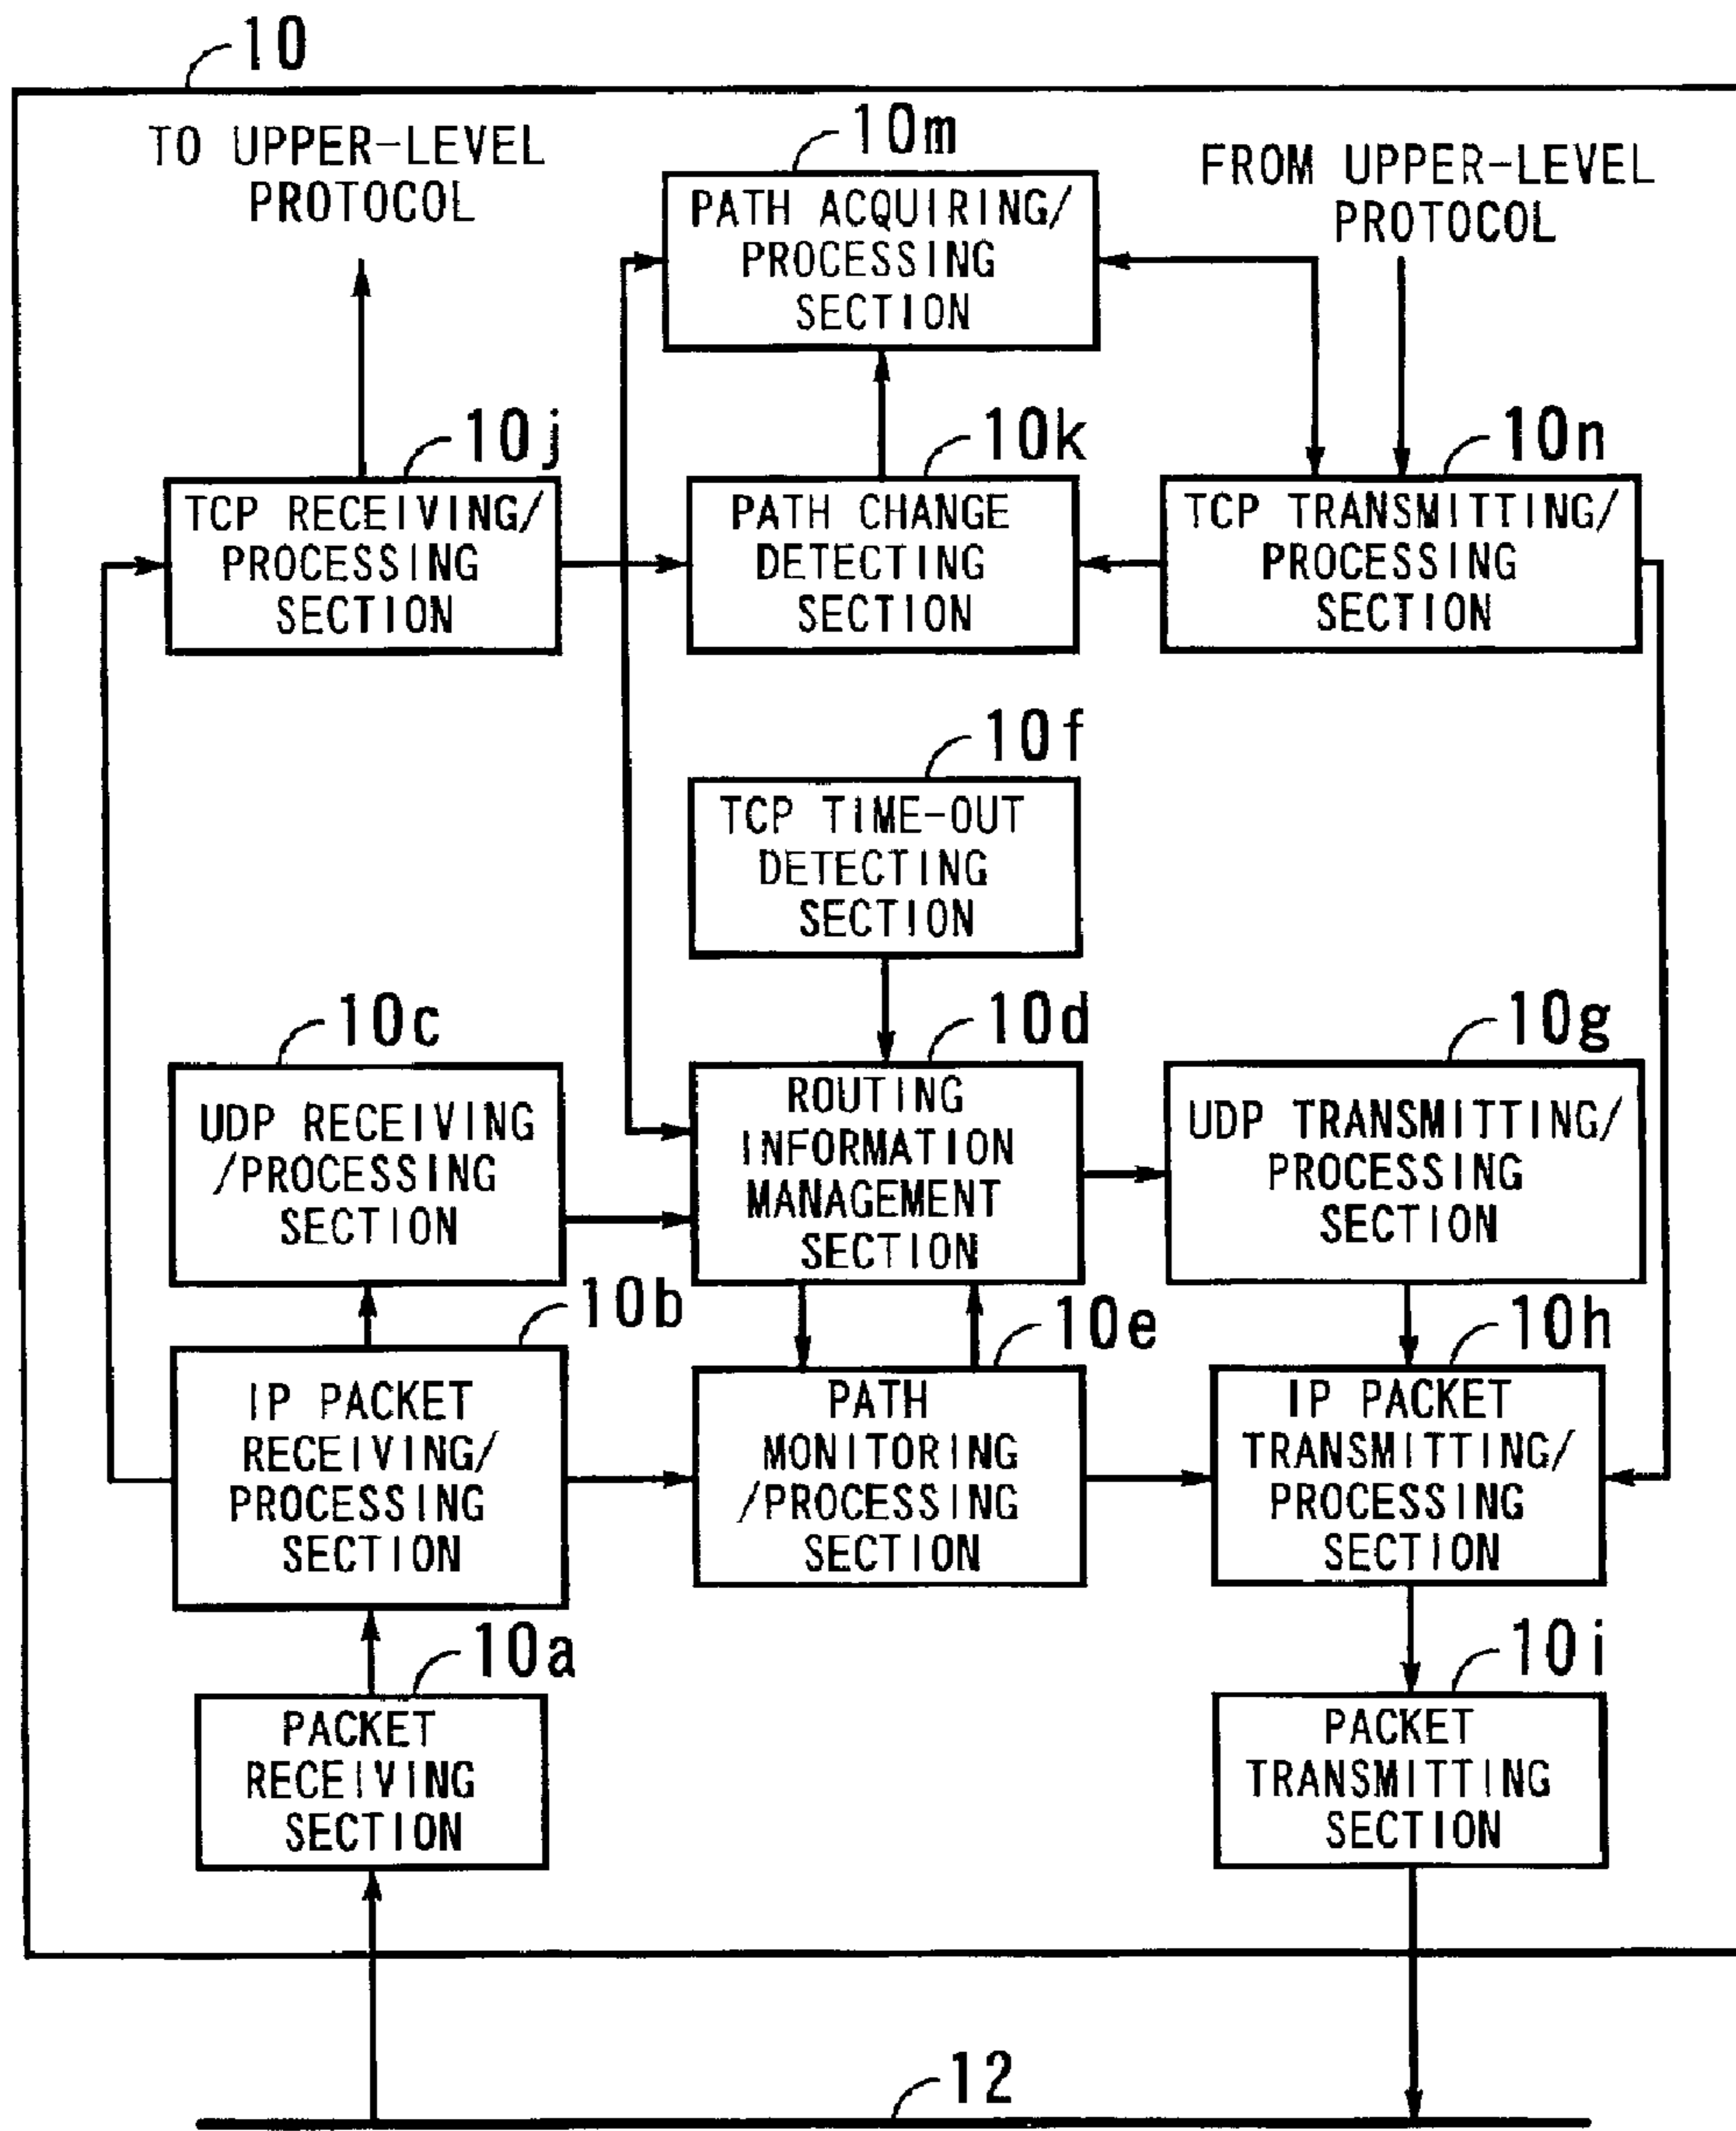 10
TO UPPER-LEVEL
PROTOCOL
10m
PATH ACQUIRING/
PROCESSING
SECTION
FROM UPPER-LEVEL
PROTOCOL
10j
TCP RECEIVING/
PROCESSING
SECTION
10k
PATH CHANGE
DETECTING
SECTION
10n
TCP TRANSMITTING/
PROCESSING
SECTION
10f
TCP TIME-OUT
DETECTING
SECTION
10c
UDP RECEIVING
/PROCESSING
SECTION
10d
ROUTING
INFORMATION
MANAGEMENT
SECTION
10g
UDP TRANSMITTING/
PROCESSING
SECTION
10b
IP PACKET
RECEIVING/
PROCESSING
SECTION
10e
PATH
MONITORING
/PROCESSING
SECTION
10h
IP PACKET
TRANSMITTING/
PROCESSING
SECTION
10a
PACKET
RECEIVING
SECTION
10i
PACKET
TRANSMITTING
SECTION
12